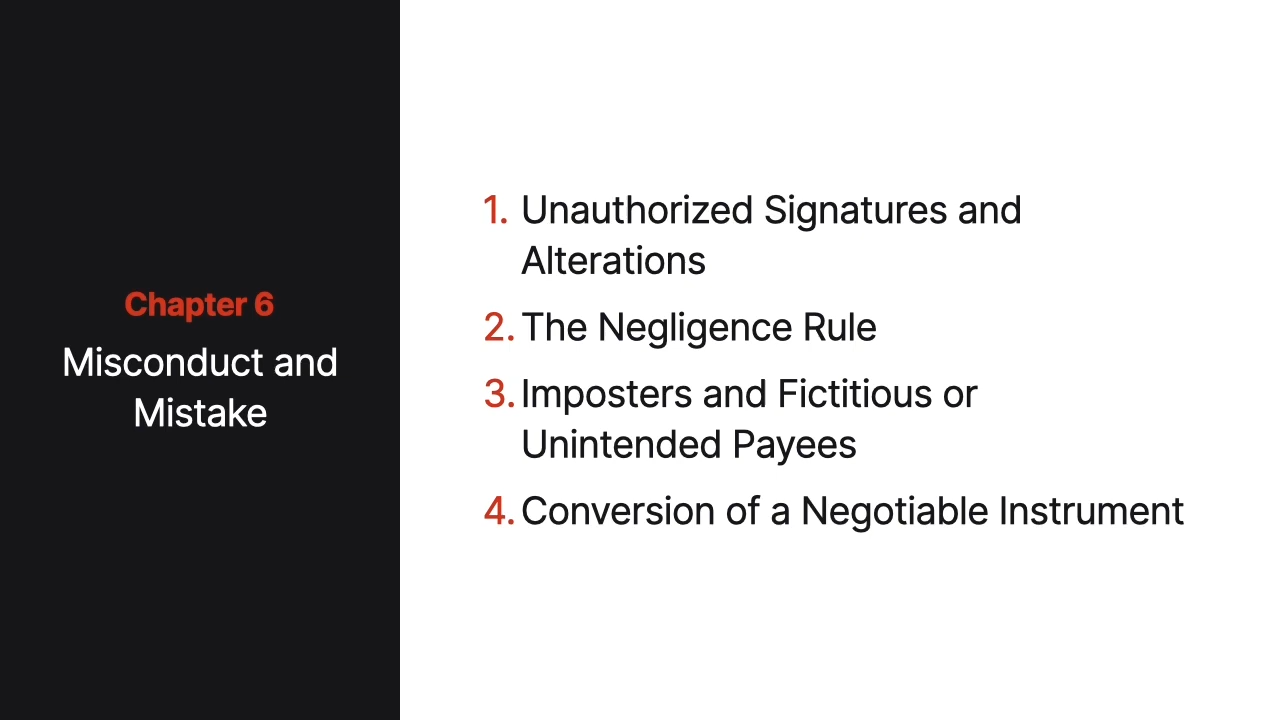 Chapter 6
Misconduct and
Mistake
1. Unauthorized Signatures and
Alterations
2. The Negligence Rule
3. Imposters and Fictitious or
Unintended Payees
4. Conversion of a Negotiable Instrument